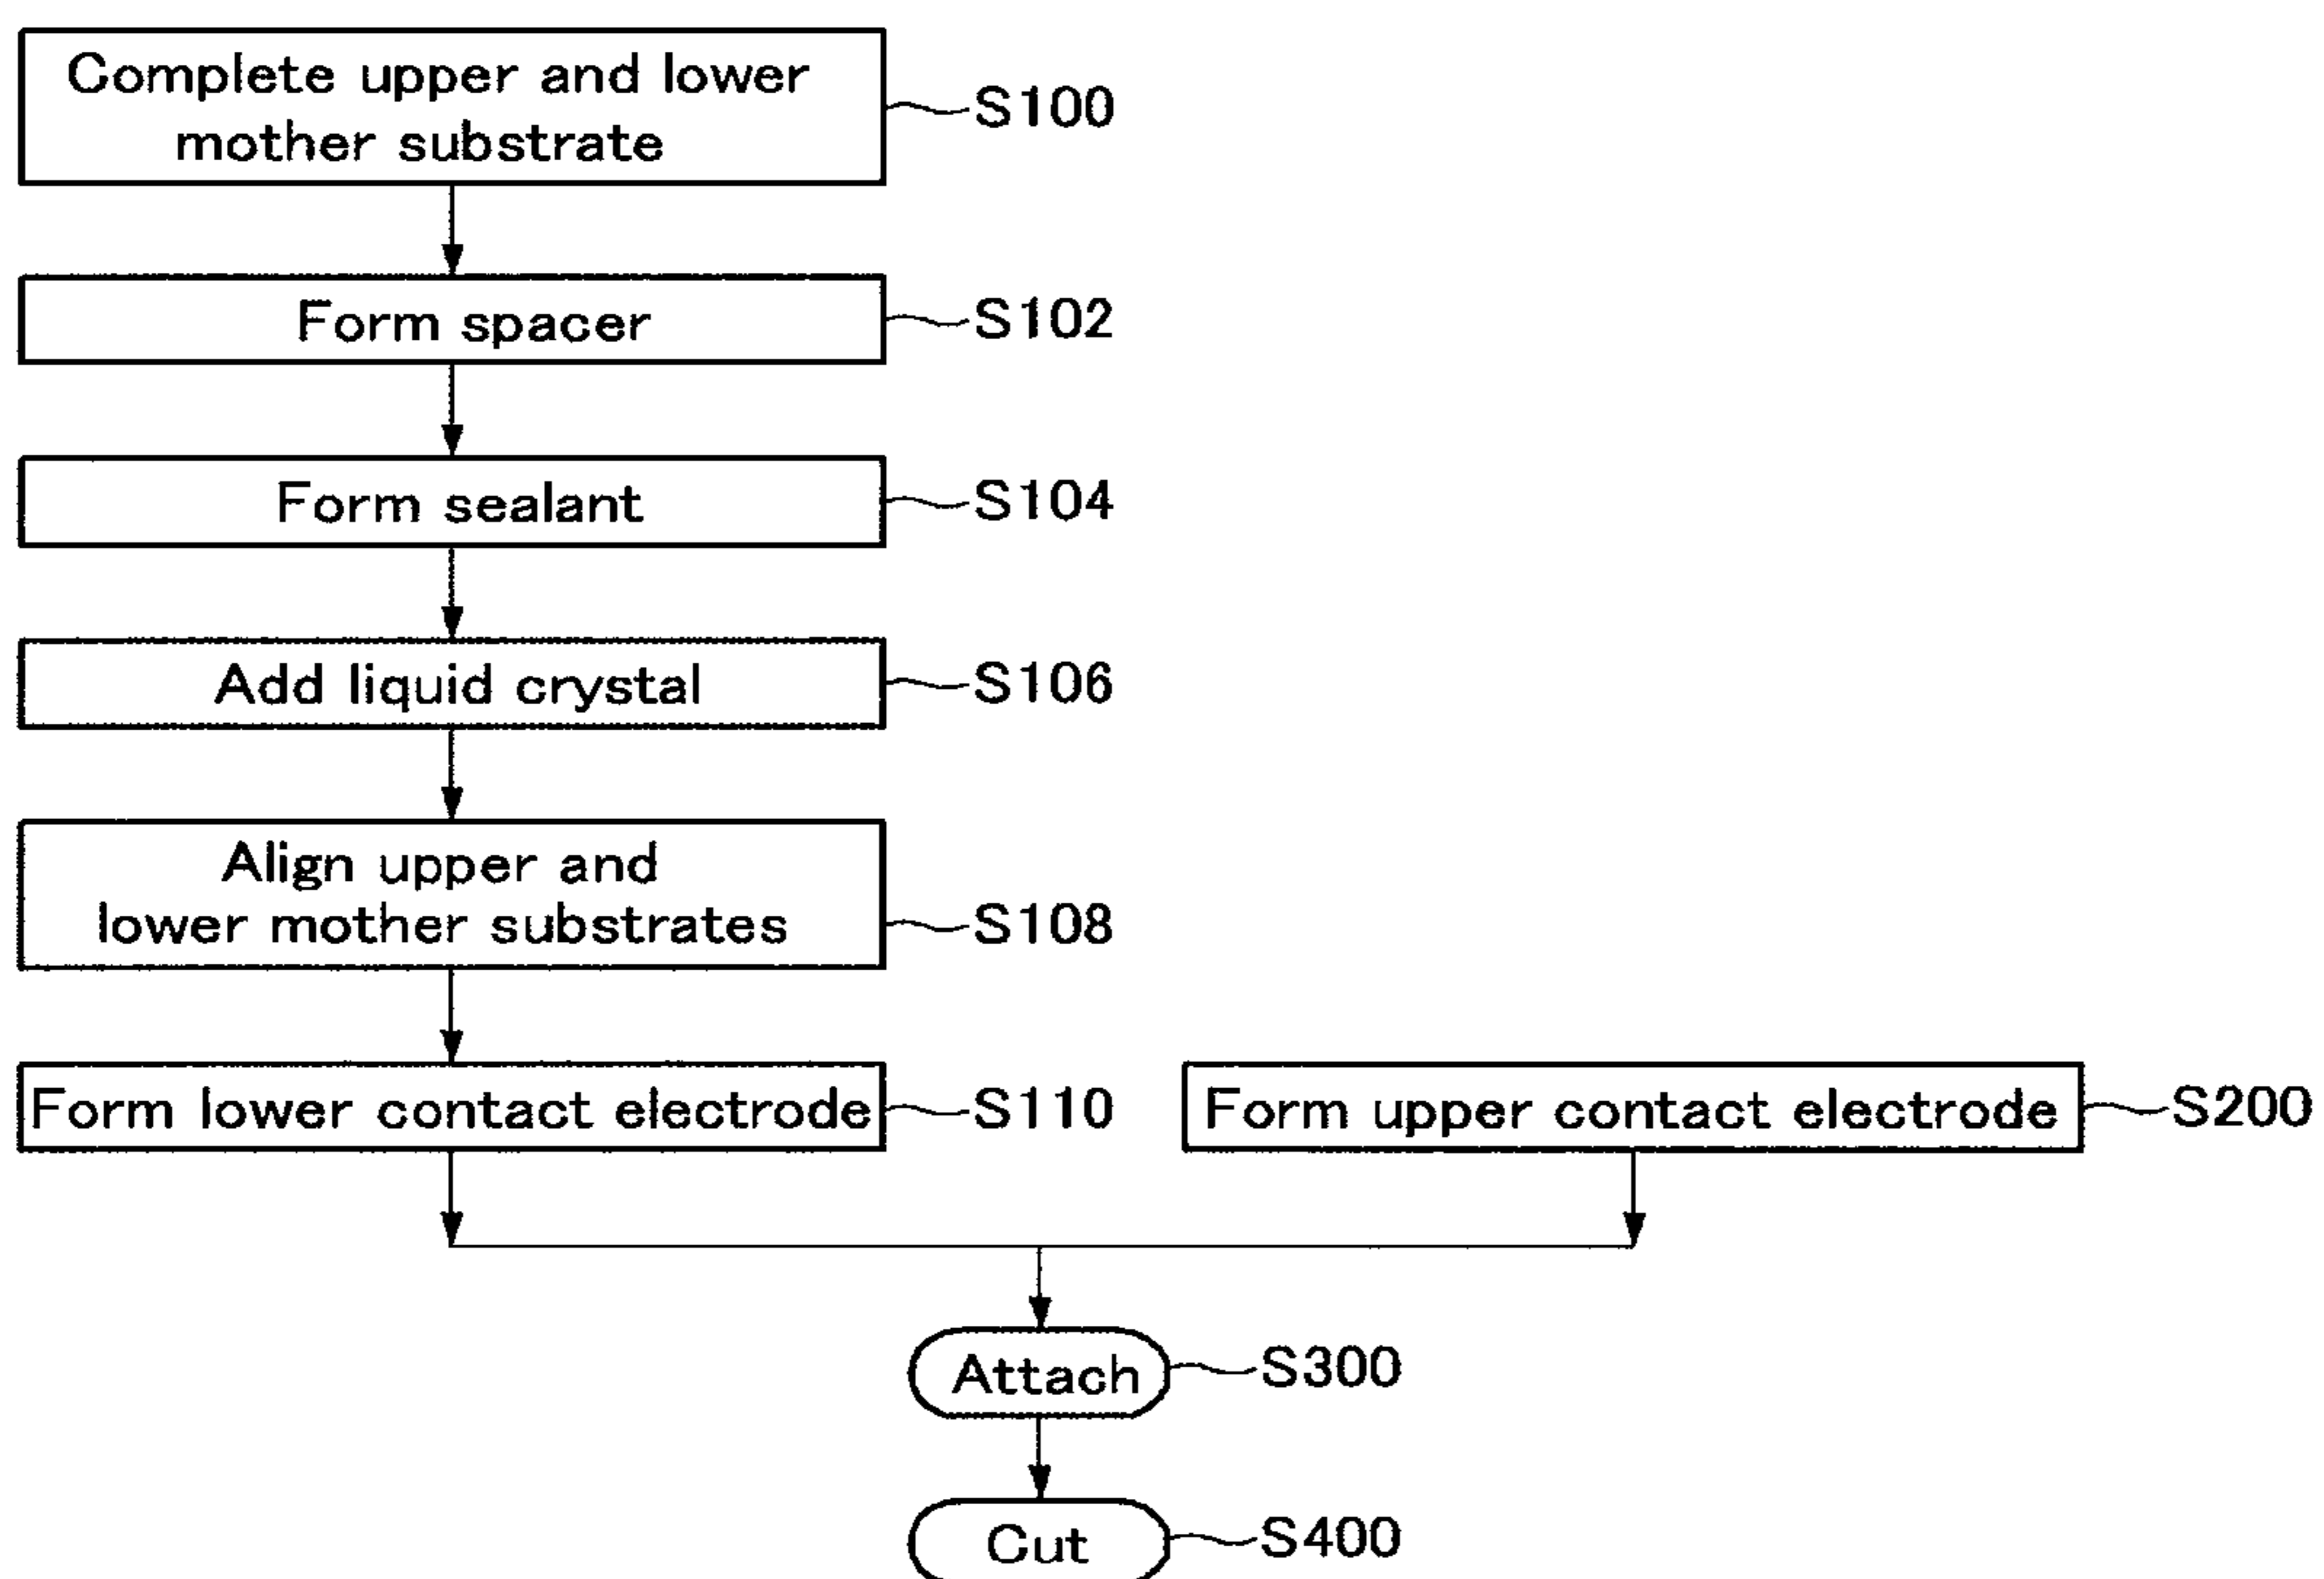 Complete upper and lower
mother substrate
S100
Form spacer
S102
Form sealant
S104
Add liquid crystal
S106
Align upper and
lower mother substrates
S108
Form lower contact electrode
S110
Form upper contact electrode
S200
Attach
S300
Cut
S400